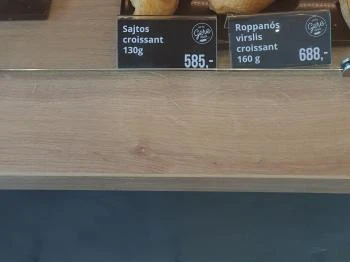 Sajtos
croissant
130g
585,-
Roppanós
virslis
croissant
160 g
688,-